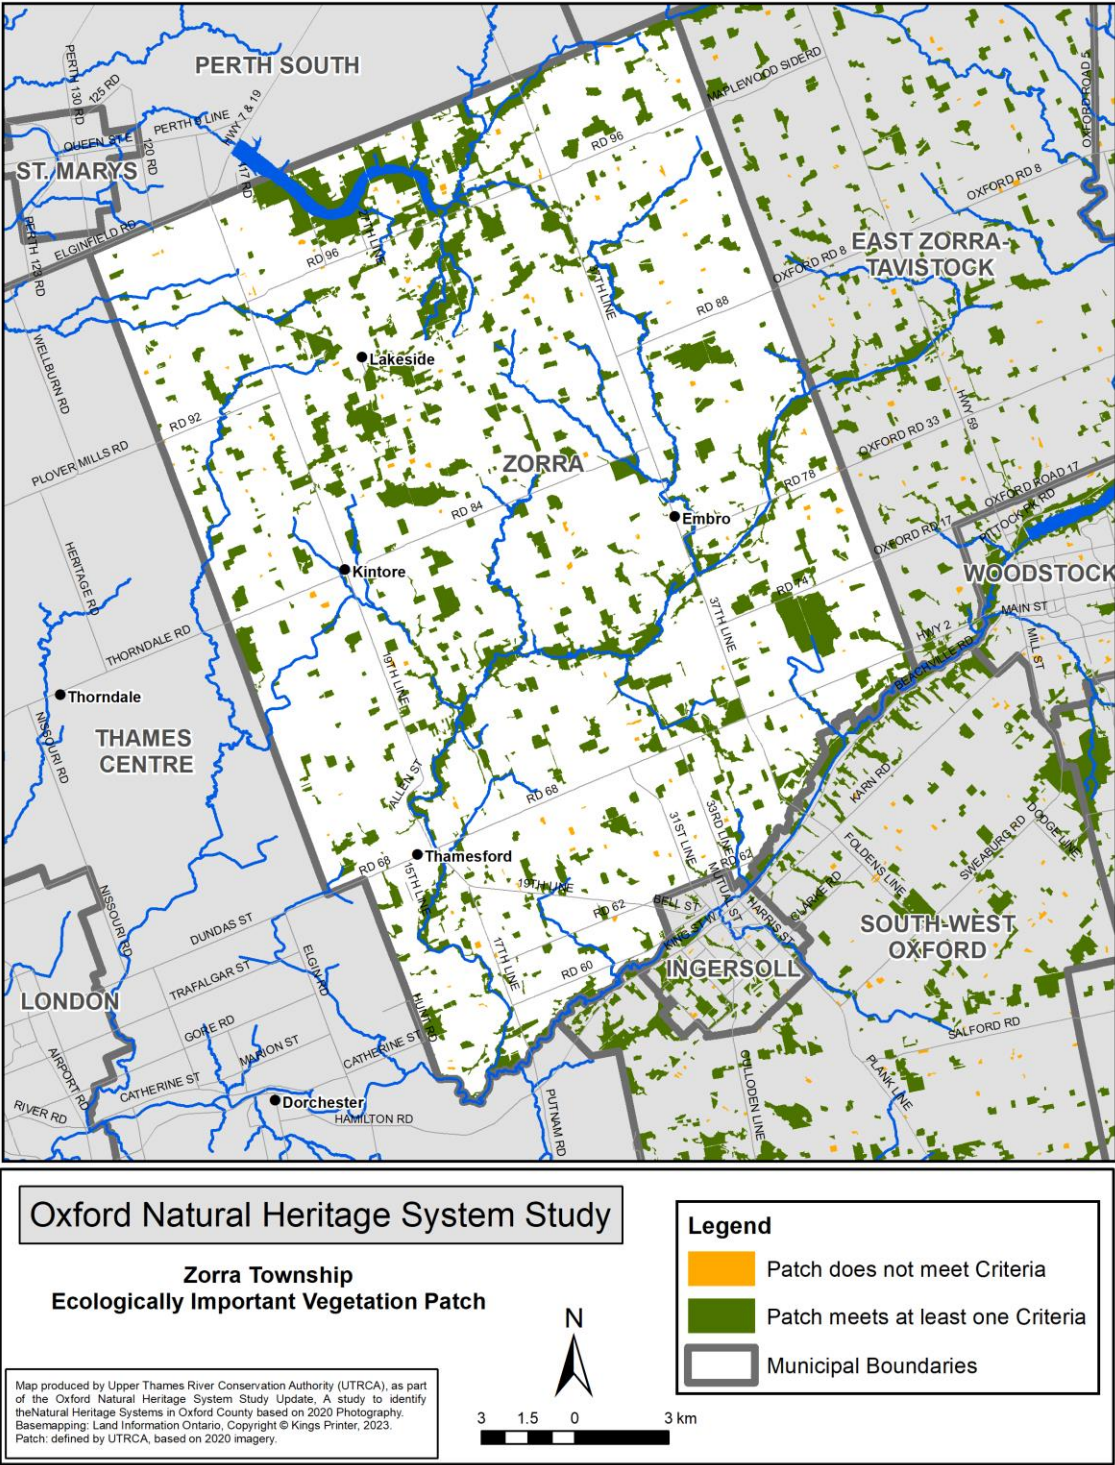 PERTH SOUTH
PERTH 130 RD
125 RD
PERTH 9 LINE
HWY 7 & 19
QUEEN ST E
120 RD
117 RD
ST. MARYS
ELGINFIELD RD
PERTH 123 RD
MAPLEWOOD SIDERD
OXFORD ROAD 5
RD 96
OXFORD RD 8
27TH LINE
RD 96
EAST ZORRA-
TAVISTOCK
OXFORD RD 8
37TH LINE
RD 88
WELLBURN RD
Lakeside
HWY 59
RD 92
PLOVER MILLS RD
OXFORD RD 33
ZORRA
RD 78
OXFORD ROAD 17
PITTOCK PK RD
RD 84
Embro
OXFORD RD 17
HERITAGE RD
Kintore
WOODSTOCK
RD 74
MAIN ST
37TH LINE
HWY 2
MILL ST
THORNDALE RD
19TH LINE
BEACHVILLE RD
Thorndale
NISSOURI RD
THAMES
CENTRE
ALLEN ST
KARN RD
RD 68
31ST LINE
33RD LINE
DODGE LINE
FOLDENS LINE
SWEABURG RD
Thamesford
RD 68
15TH LINE
RD 62
MUTUAL ST
19TH LINE
CLARKE RD
NISSOURI RD
DUNDAS ST
RD 62
BELL ST
HARRIS ST
KING ST W
SOUTH-WEST
OXFORD
ELGIN RD
17TH LINE
TRAFALGAR ST
RD 60
INGERSOLL
LONDON
HUNT RD
GORE RD
SALFORD RD
MARION ST
CATHERINE ST
AIRPORT RD
CATHERINE ST
CULLODEN LINE
PLANK LINE
RIVER RD
Dorchester
HAMILTON RD
PUTNAM RD
Oxford Natural Heritage System Study
Zorra Township
Ecologically Important Vegetation Patch
Legend
Patch does not meet Criteria
Patch meets at least one Criteria
Municipal Boundaries
N
3 1.5 0 3 km
Map produced by Upper Thames River Conservation Authority (UTRCA), as part
of the Oxford Natural Heritage System Study Update, A study to identify
theNatural Heritage Systems in Oxford County based on 2020 Photography.
Basemapping: Land Information Ontario, Copyright © Kings Printer, 2023.
Patch: defined by UTRCA, based on 2020 imagery.